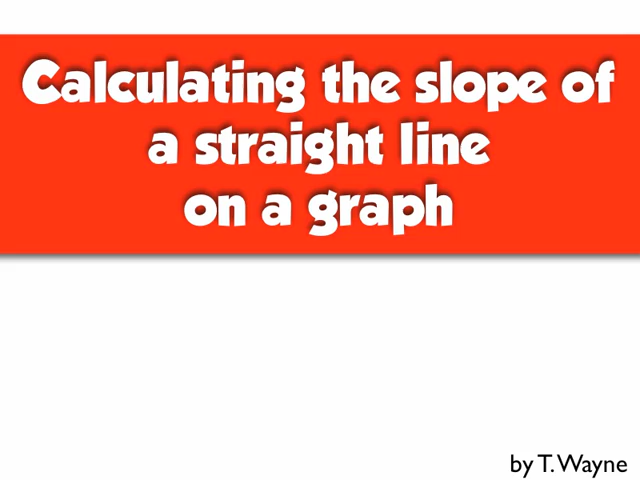 Calculating the slope of
a straight line
on a graph
by T. Wayne